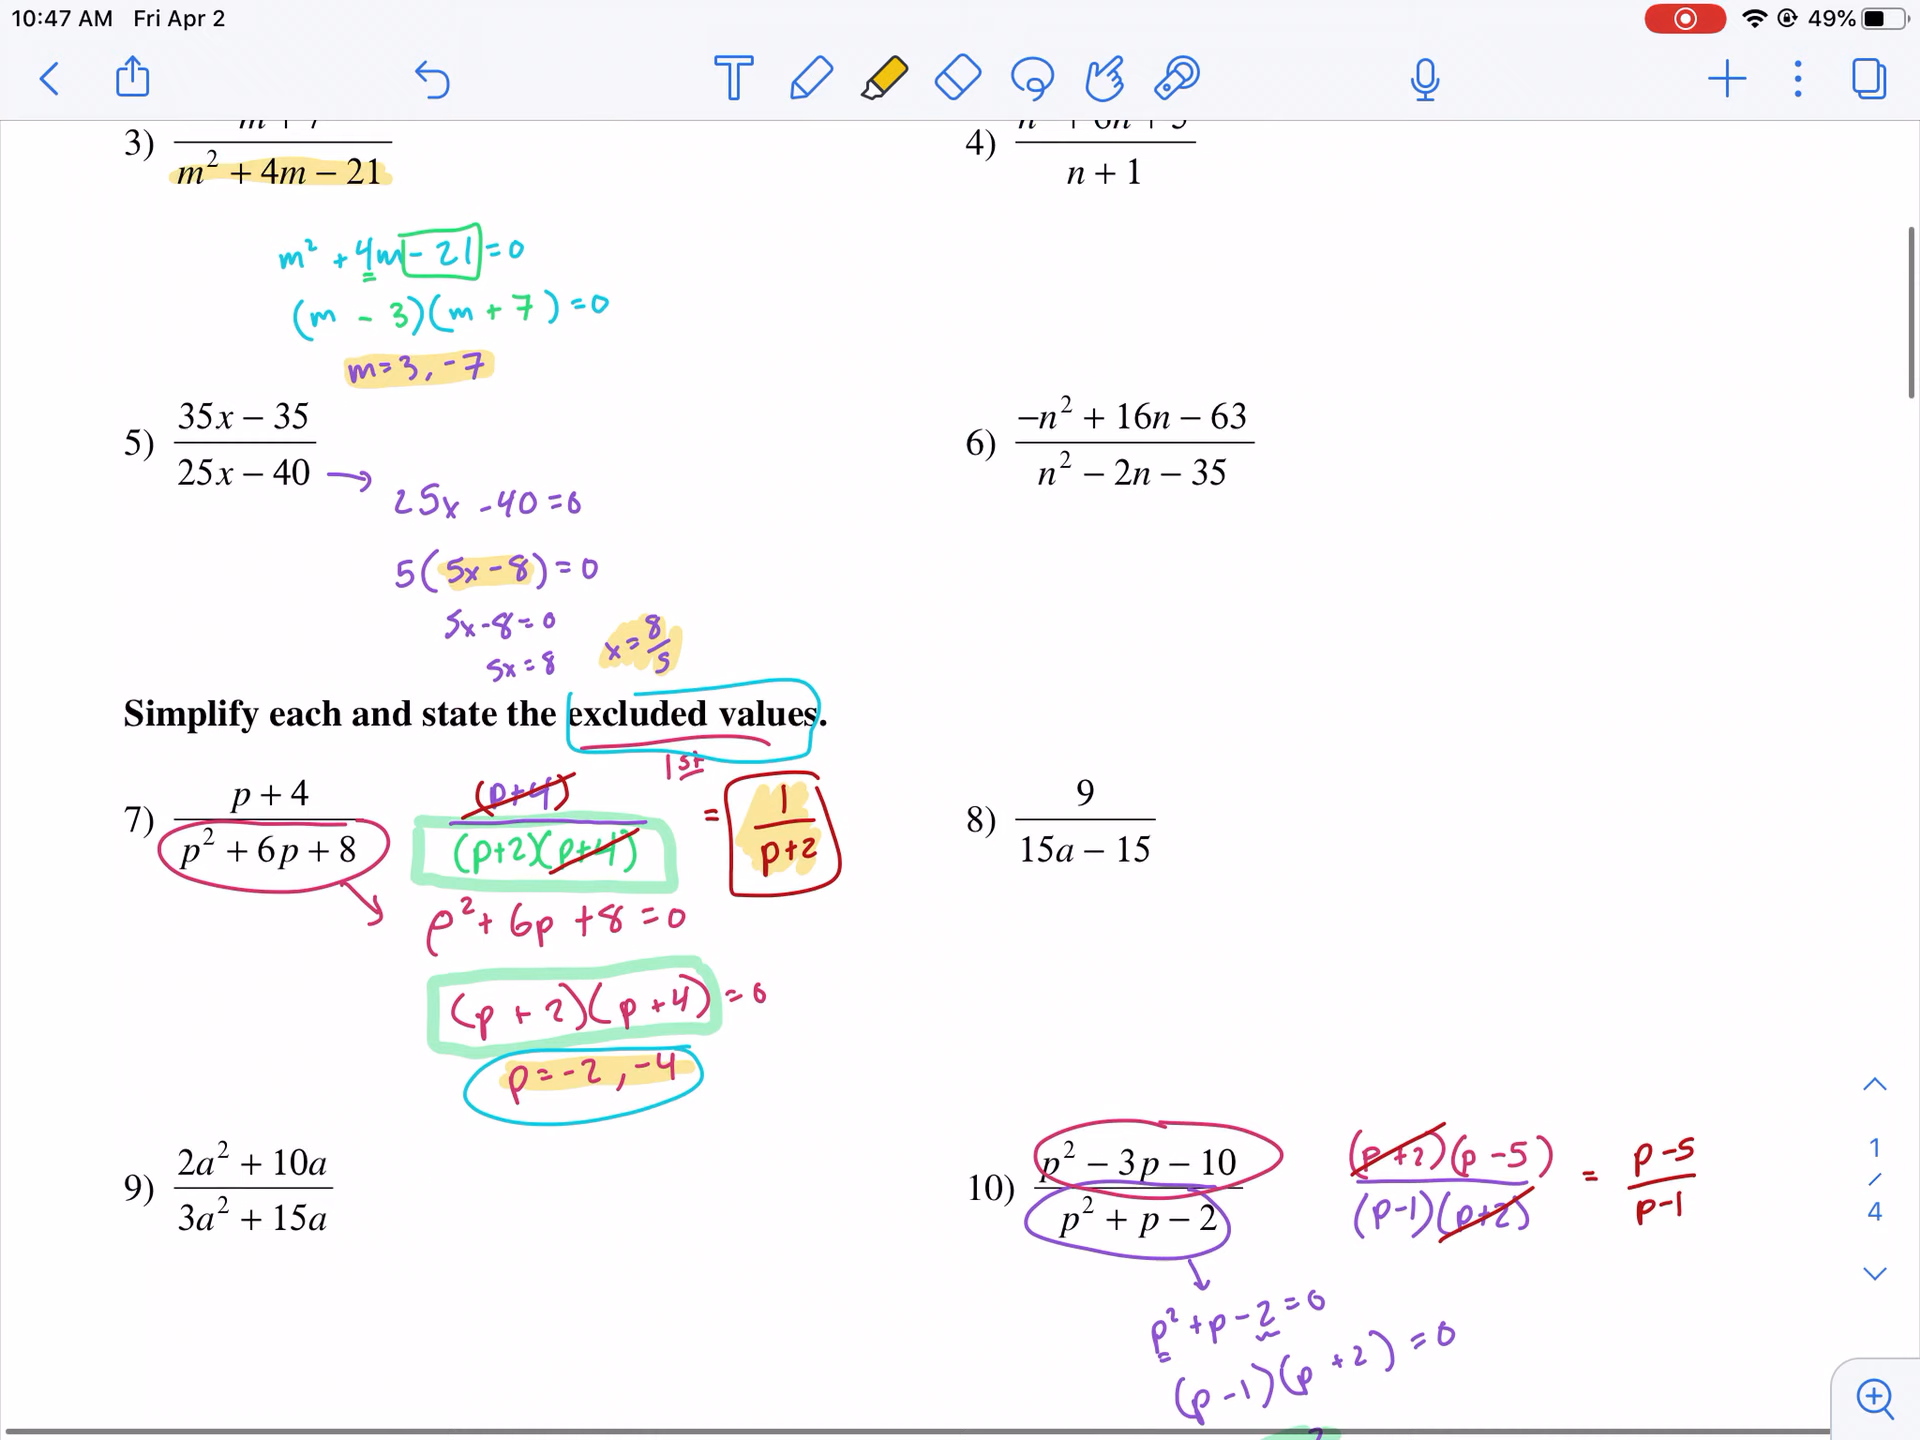 10:47 AM Fri Apr 2
49%
3) m + 7 / m² + 4m − 21
4) / n + 1
m² + 4m − 21 = 0
(m − 3)(m + 7) = 0
m = 3, −7
5) 35x − 35 / 25x − 40
6) −n² + 16n − 63 / n² − 2n − 35
25x − 40 = 0
5(5x − 8) = 0
5x − 8 = 0
5x = 8
x = 8/5
Simplify each and state the excluded values.
1st
7) p + 4 / p² + 6p + 8
(p+4) / (p+2)(p+4) = 1 / p+2
8) 9 / 15a − 15
p² + 6p + 8 = 0
(p + 2)(p + 4) = 0
p = −2, −4
9) 2a² + 10a / 3a² + 15a
10) p² − 3p − 10 / p² + p − 2
(p+2)(p−5) / (p−1)(p+2) = p−5 / p−1
p² + p − 2 = 0
(p − 1)(p + 2) = 0
1
/
4